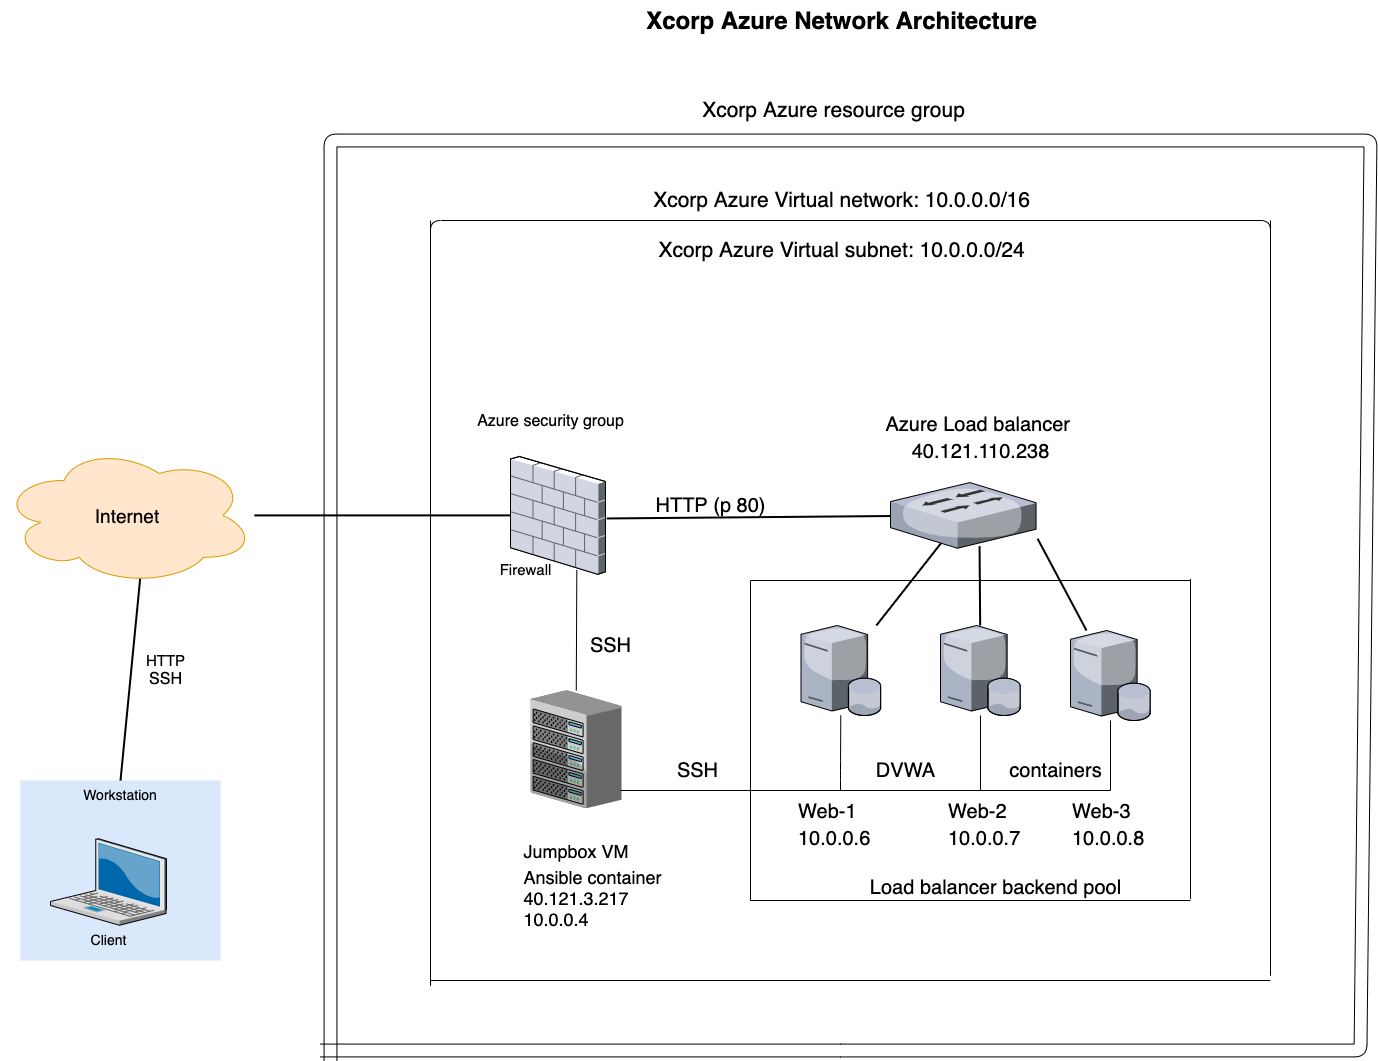 Xcorp Azure Network Architecture
Xcorp Azure resource group
Xcorp Azure Virtual network: 10.0.0.0/16
Xcorp Azure Virtual subnet: 10.0.0.0/24
Azure security group
Azure Load balancer
40.121.110.238
Internet
HTTP (p 80)
Firewall
SSH
HTTP
SSH
SSH
DVWA
containers
Workstation
Web-1
10.0.0.6
Web-2
10.0.0.7
Web-3
10.0.0.8
Jumpbox VM
Ansible container
40.121.3.217
10.0.0.4
Load balancer backend pool
Client